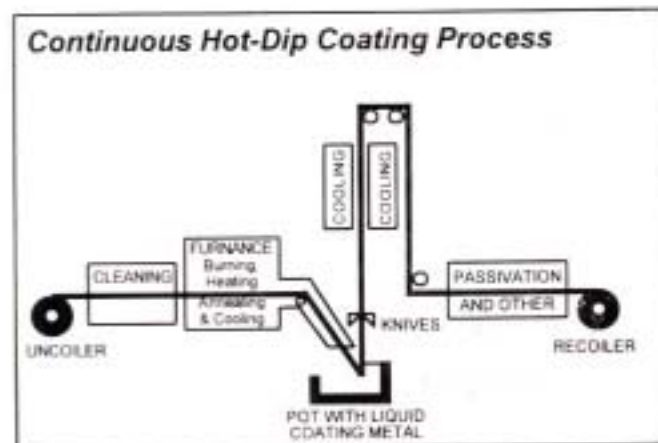 Continuous Hot-Dip Coating Process
COOLING
COOLING
CLEANING
FURNANCE
Burning,
Heating
Annealing
& Cooling
PASSIVATION
AND OTHER
KNIVES
UNCOILER
RECOILER
POT WITH LIQUID
COATING METAL